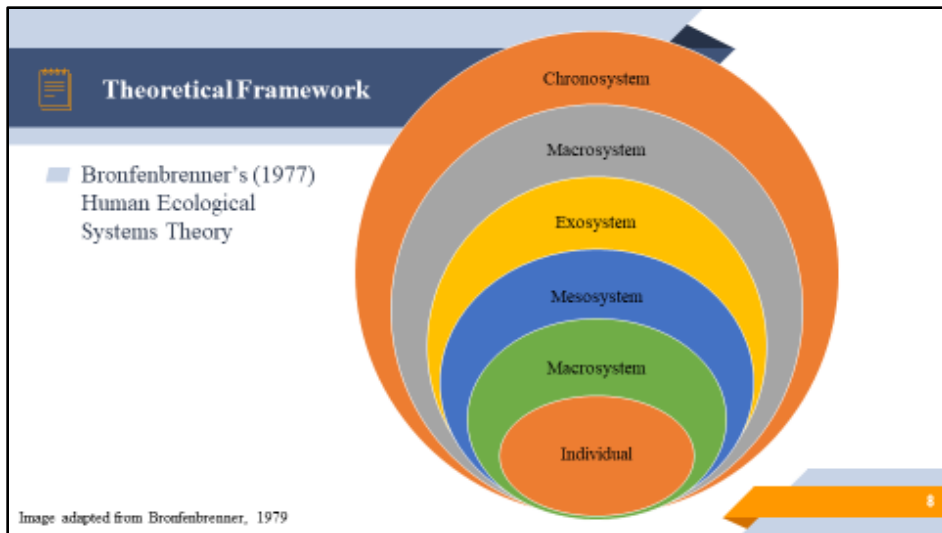 Theoretical Framework
Bronfenbrenner's (1977)
Human Ecological
Systems Theory
Chronosystem
Macrosystem
Exosystem
Mesosystem
Macrosystem
Individual
Image adapted from Bronfenbrenner, 1979
8